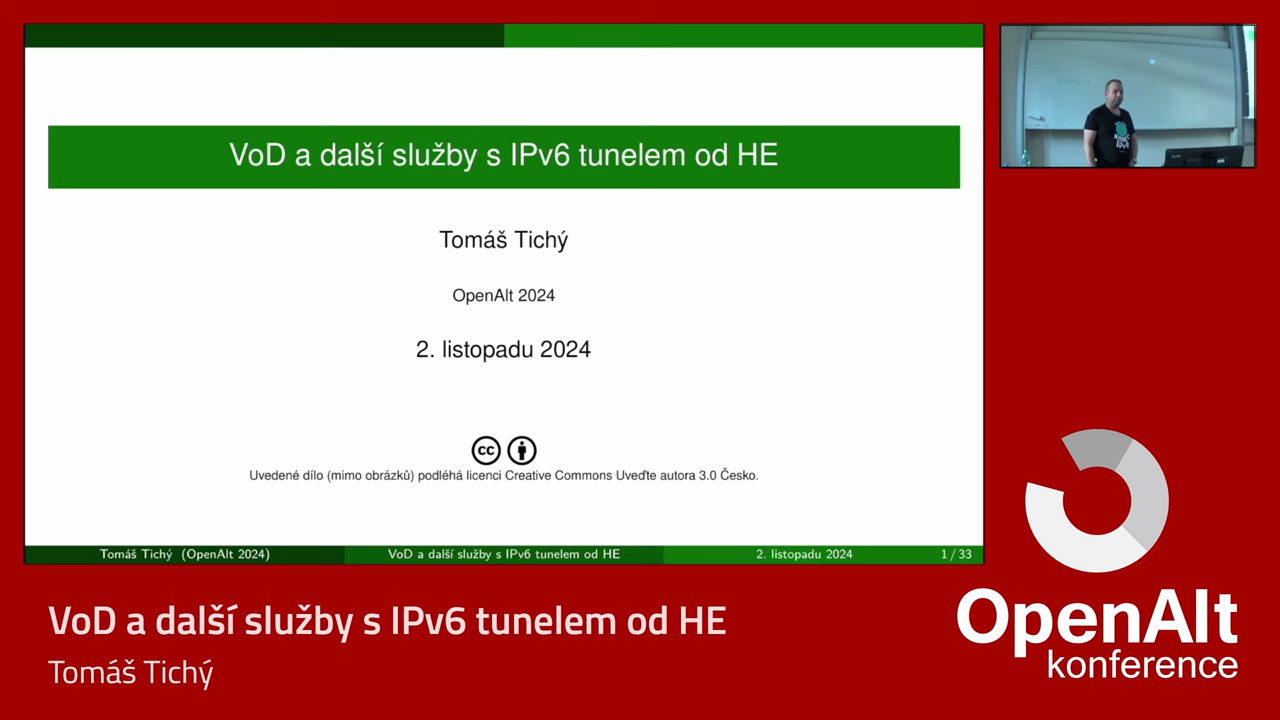 VoD a další služby s IPv6 tunelem od HE
Tomáš Tichý
OpenAlt 2024
2. listopadu 2024
Uvedené dílo (mimo obrázků) podléhá licenci Creative Commons Uveďte autora 3.0 Česko.
Tomáš Tichý (OpenAlt 2024)
VoD a další služby s IPv6 tunelem od HE
2. listopadu 2024
1 / 33
VoD a další služby s IPv6 tunelem od HE
Tomáš Tichý
OpenAlt
konference